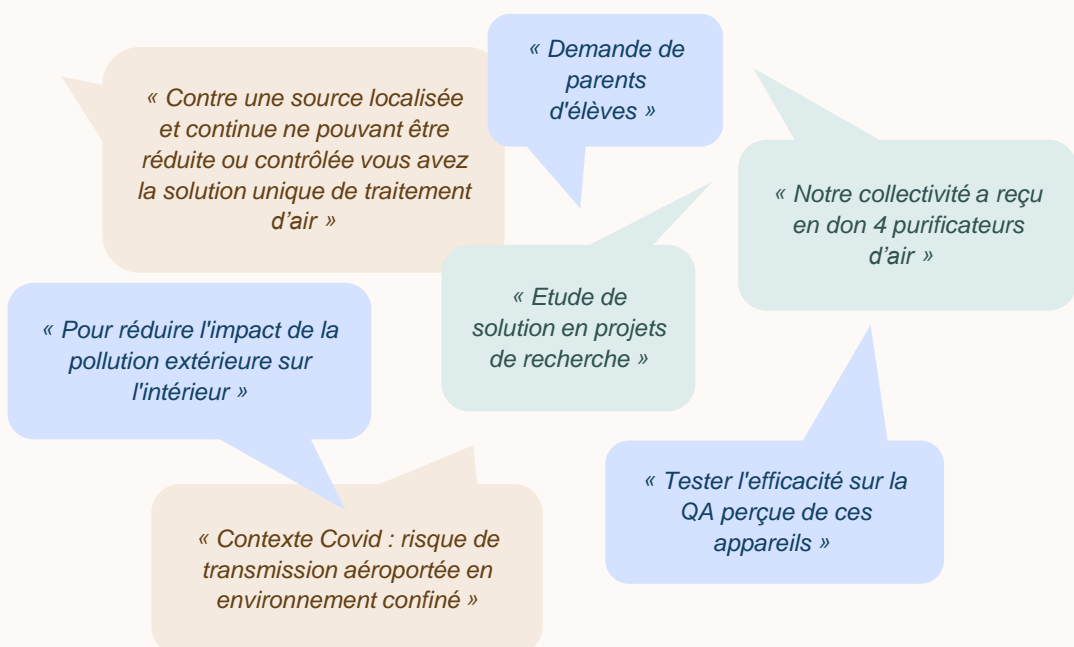 « Demande de
parents
d'élèves »
« Contre une source localisée
et continue ne pouvant être
réduite ou contrôlée vous avez
la solution unique de traitement
d’air »
« Notre collectivité a reçu
en don 4 purificateurs
d’air »
« Etude de
solution en projets
de recherche »
« Pour réduire l'impact de la
pollution extérieure sur
l'intérieur »
« Tester l'efficacité sur la
QA perçue de ces
appareils »
« Contexte Covid : risque de
transmission aéroportée en
environnement confiné »